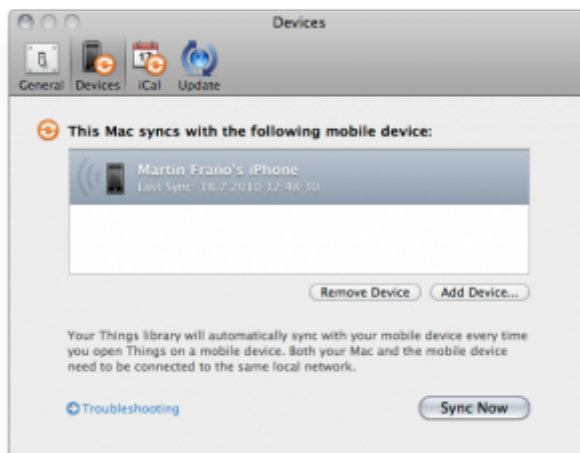 Devices
General Devices iCal Update
This Mac syncs with the following mobile device:
Martin Fraňo's iPhone
Last Sync: 18.7.2010 12:48:30
Remove Device Add Device...
Your Things library will automatically sync with your mobile device every time
you open Things on a mobile device. Both your Mac and the mobile device
need to be connected to the same local network.
Troubleshooting Sync Now